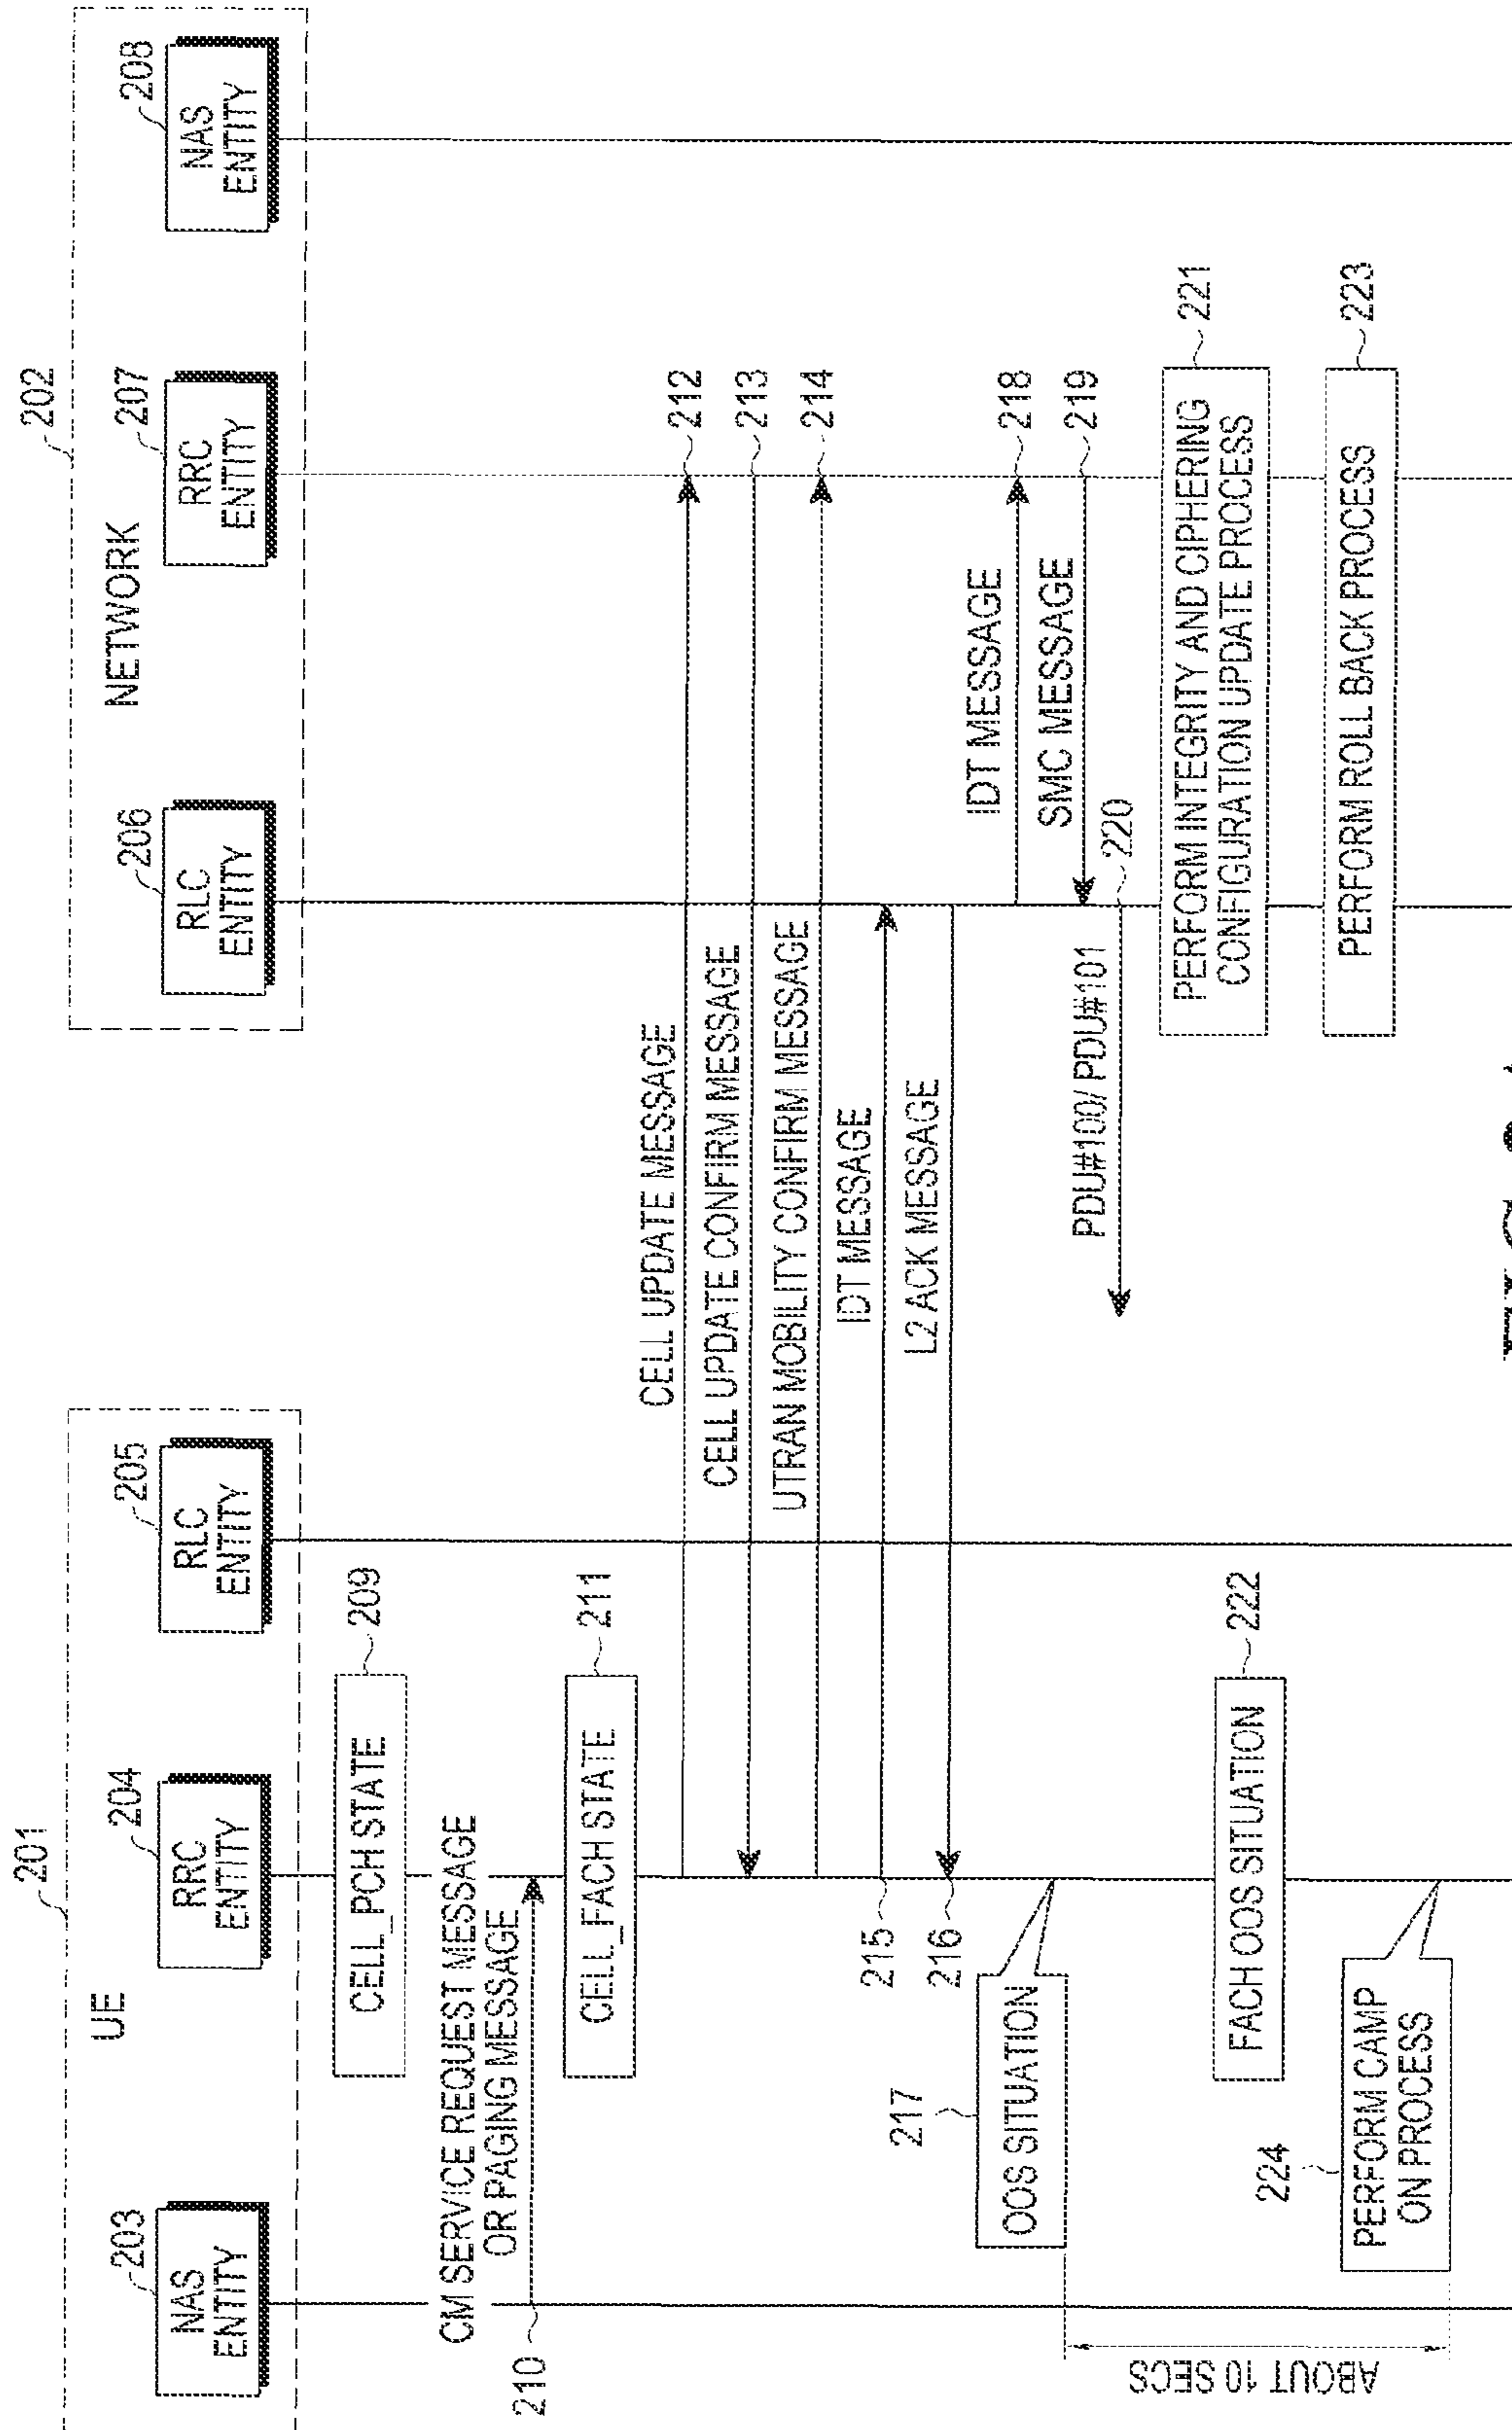 201
UE
203
NAS
ENTITY
204
RRC
ENTITY
205
RLC
ENTITY
202
NETWORK
206
RLC
ENTITY
207
RRC
ENTITY
208
NAS
ENTITY
CELL_PCH STATE
209
CM SERVICE REQUEST MESSAGE
OR PAGING MESSAGE
210
CELL_FACH STATE
211
CELL UPDATE MESSAGE
212
CELL UPDATE CONFIRM MESSAGE
213
UTRAN MOBILITY CONFIRM MESSAGE
214
215
IDT MESSAGE
216
L2 ACK MESSAGE
217
OOS SITUATION
IDT MESSAGE
218
SMC MESSAGE
219
PDU#100/ PDU#101
220
PERFORM INTEGRITY AND CIPHERING
CONFIGURATION UPDATE PROCESS
221
FACH OOS SITUATION
222
PERFORM ROLL BACK PROCESS
223
224
PERFORM CAMP
ON PROCESS
ABOUT 10 SECS